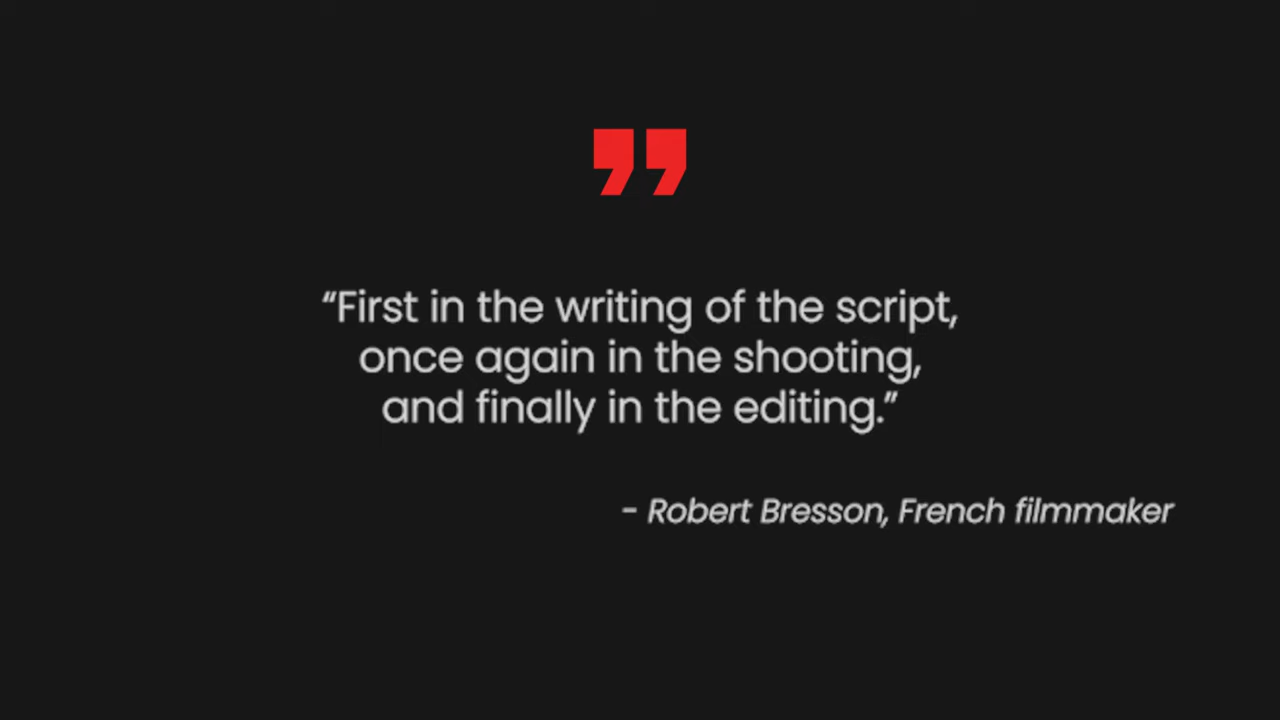 ”
“First in the writing of the script,
once again in the shooting,
and finally in the editing.”
- Robert Bresson, French filmmaker